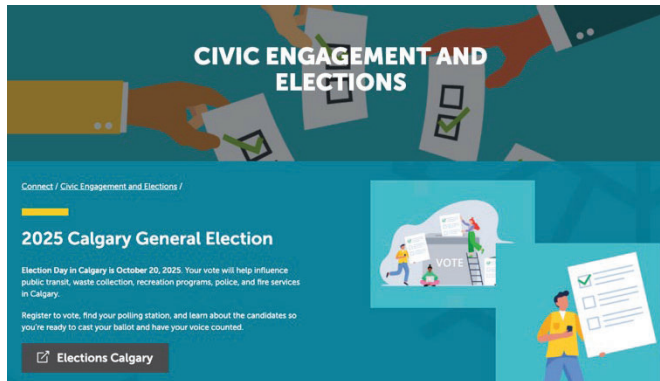 CIVIC ENGAGEMENT AND
ELECTIONS
Connect / Civic Engagement and Elections /
2025 Calgary General Election
Election Day in Calgary is October 20, 2025. Your vote will help influence
public transit, waste collection, recreation programs, police, and fire services
in Calgary.
Register to vote, find your polling station, and learn about the candidates so
you're ready to cast your ballot and have your voice counted.
Elections Calgary
VOTE